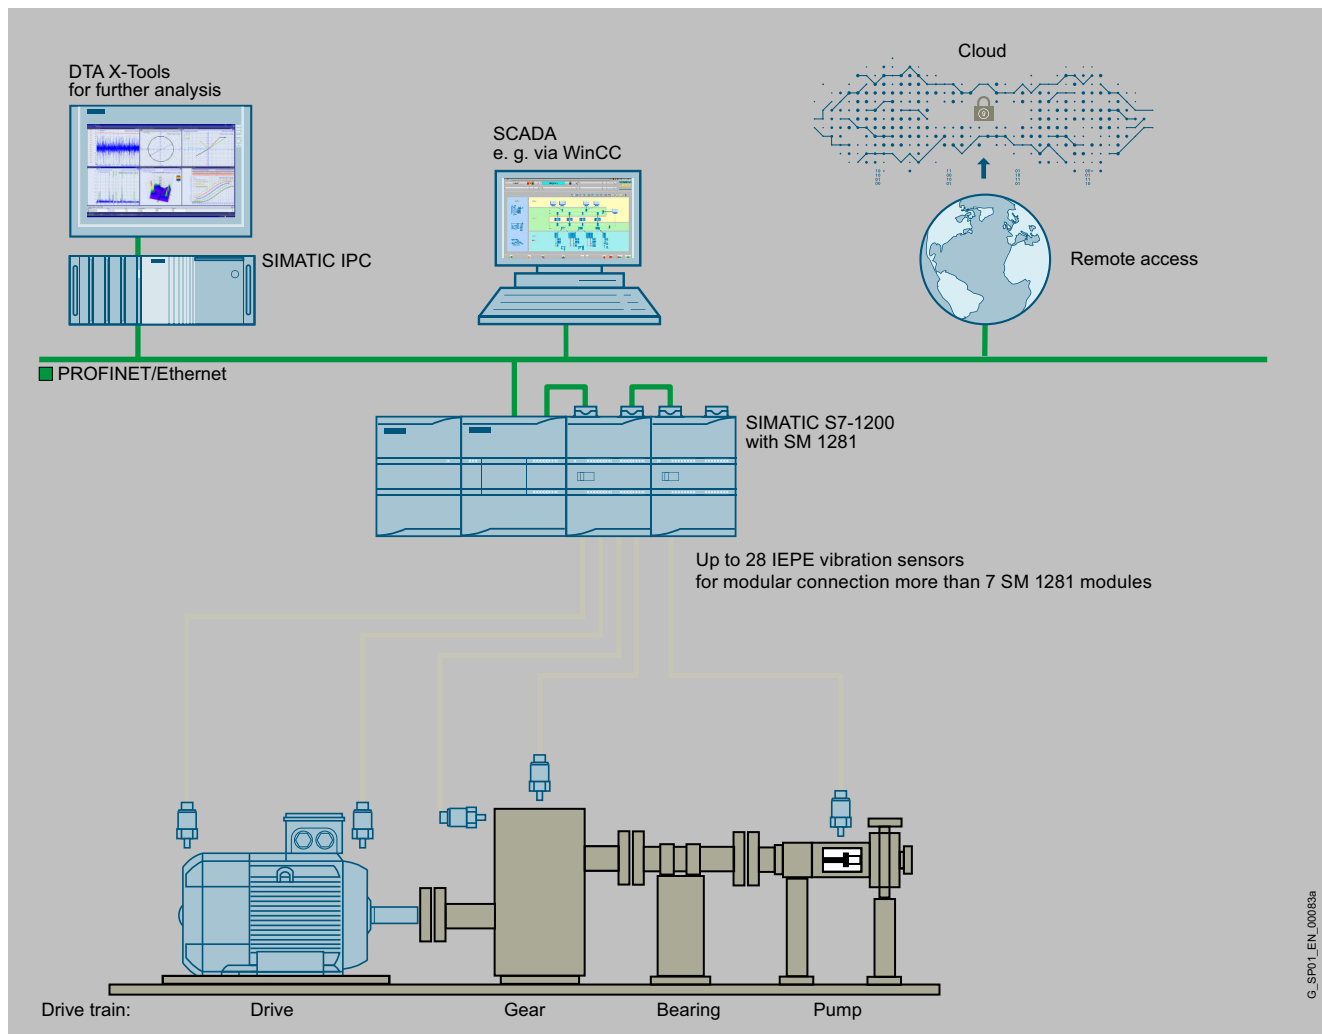 Cloud
DTA X-Tools
for further analysis
SCADA
e. g. via WinCC
SIMATIC IPC
Remote access
PROFINET/Ethernet
SIMATIC S7-1200
with SM 1281
Up to 28 IEPE vibration sensors
for modular connection more than 7 SM 1281 modules
Drive train:
Drive
Gear
Bearing
Pump
G_SP01_EN_00083a